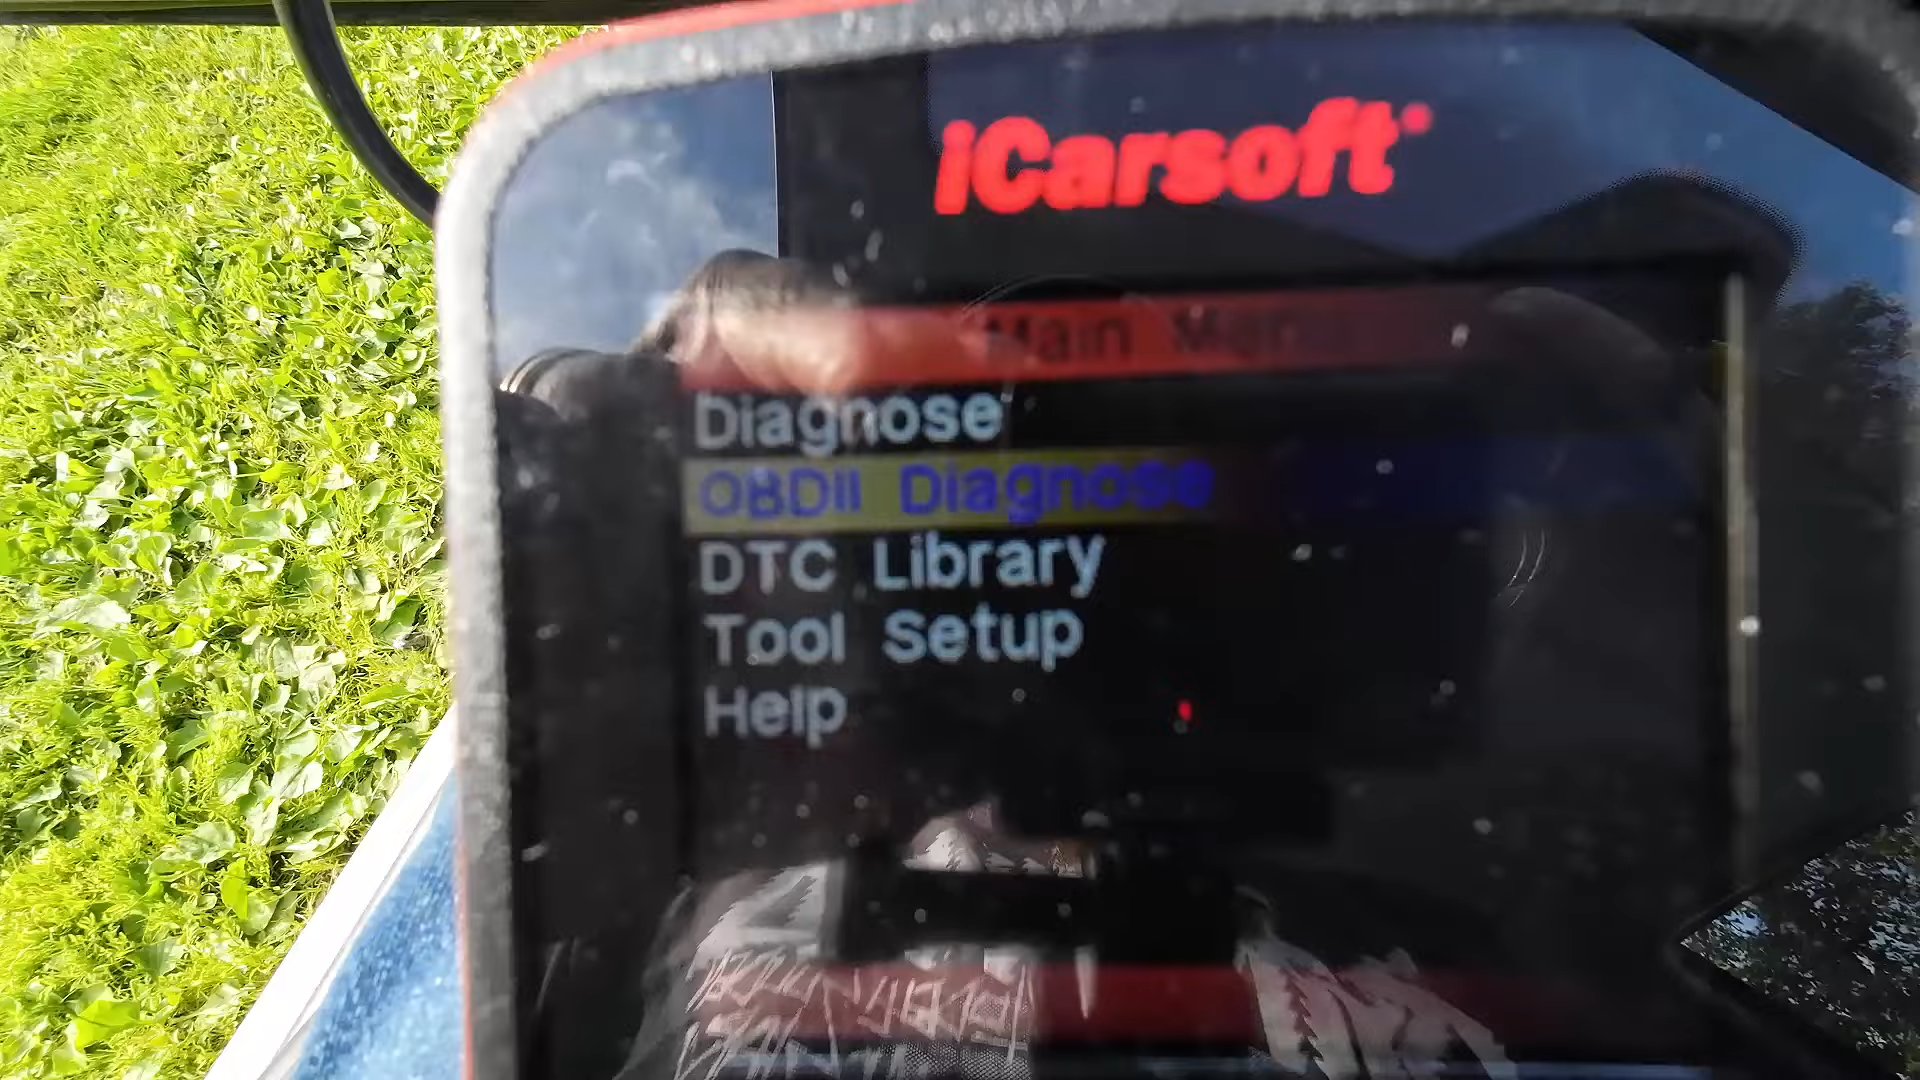 iCarsoft
Main Menu
Diagnose
OBDII Diagnose
DTC Library
Tool Setup
Help